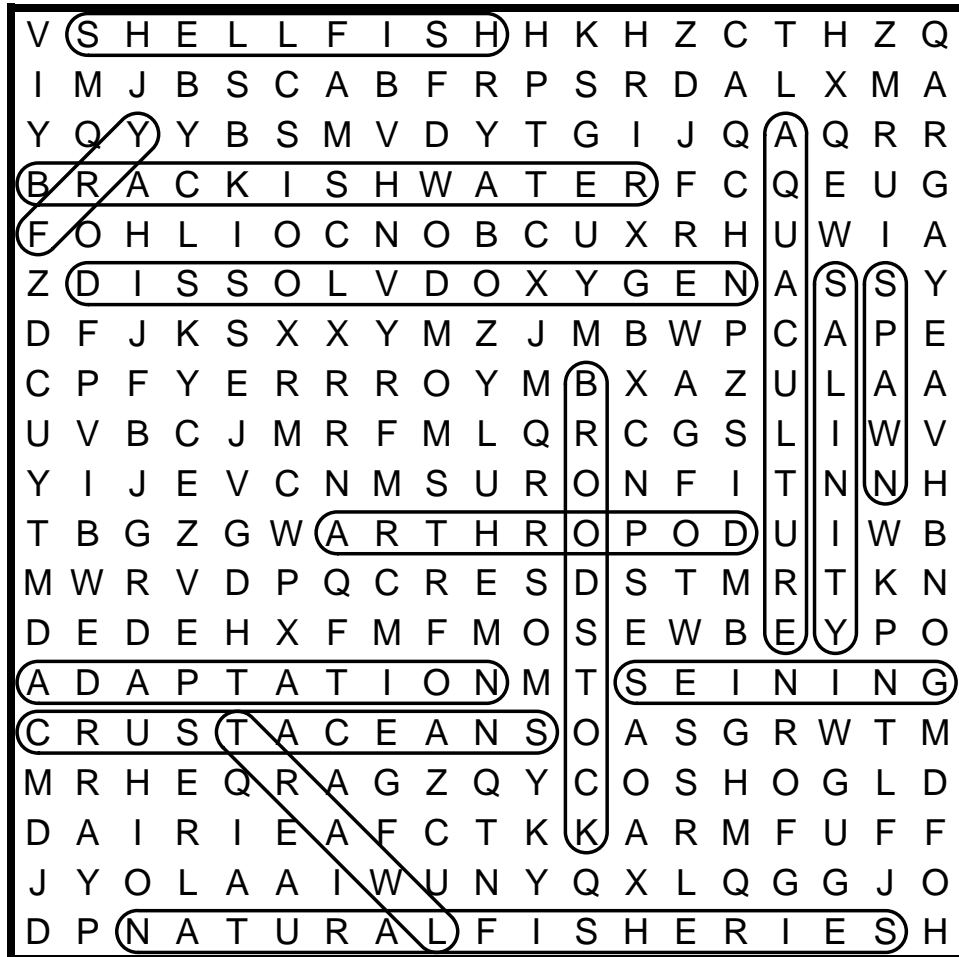 V S H E L L F I S H H K H Z C T H Z Q
I M J B S C A B F R P S R D A L X M A
Y Q Y Y B S M V D Y T G I J Q A Q R R
B R A C K I S H W A T E R F C Q E U G
F O H L I O C N O B C U X R H U W I A
Z D I S S O L V D O X Y G E N A S S Y
D F J K S X X Y M Z J M B W P C A P E
C P F Y E R R R O Y M B X A Z U L A A
U V B C J M R F M L Q R C G S L I W V
Y I J E V C N M S U R O N F I T N N H
T B G Z G W A R T H R O P O D U I W B
M W R V D P Q C R E S D S T M R T K N
D E D E H X F M F M O S E W B E Y P O
A D A P T A T I O N M T S E I N I N G
C R U S T A C E A N S O A S G R W T M
M R H E Q R A G Z Q Y C O S H O G L D
D A I R I E A F C T K K A R M F U F F
J Y O L A A I W U N Y Q X L Q G G J O
D P N A T U R A L F I S H E R I E S H